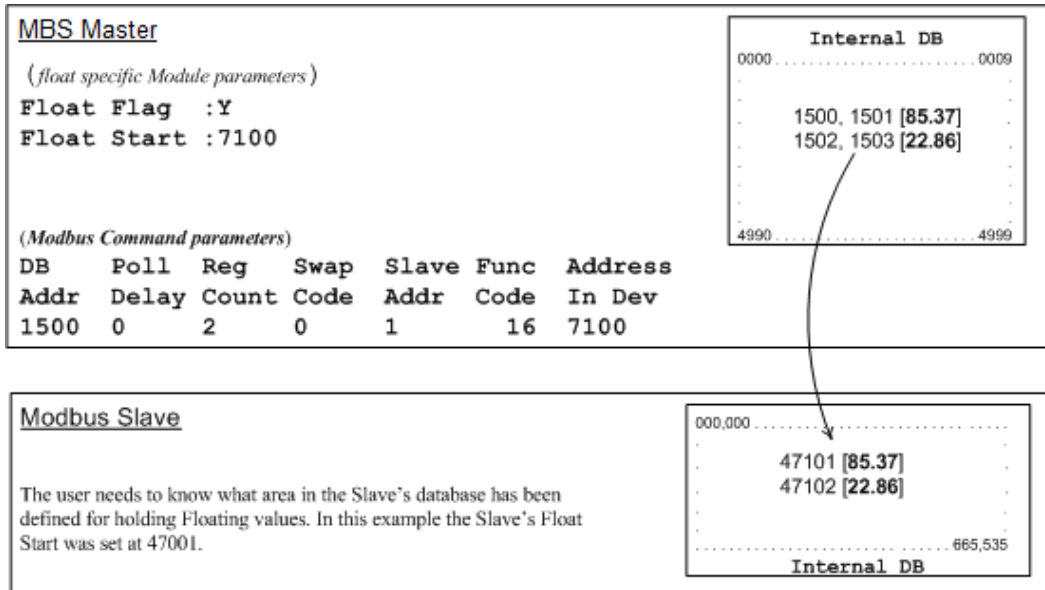 MBS Master
(float specific Module parameters)
Float Flag :Y
Float Start :7100
(Modbus Command parameters)
DB Poll Reg Swap Slave Func Address
Addr Delay Count Code Addr Code In Dev
1500 0 2 0 1 16 7100
Internal DB
0000 . . . . . . . . . . . . . . . . . . . . . . . . . 0009
1500, 1501 [85.37]
1502, 1503 [22.86]
4990 . . . . . . . . . . . . . . . . . . . . . . . . . 4999
Modbus Slave
The user needs to know what area in the Slave's database has been
defined for holding Floating values. In this example the Slave's Float
Start was set at 47001.
000,000 . . . . . . . . . . . . . . . . . . . . . . . . . . . . .
47101 [85.37]
47102 [22.86]
. . . . . . . . . . . . . . . . . . . . . . . . . . . . . 665,535
Internal DB